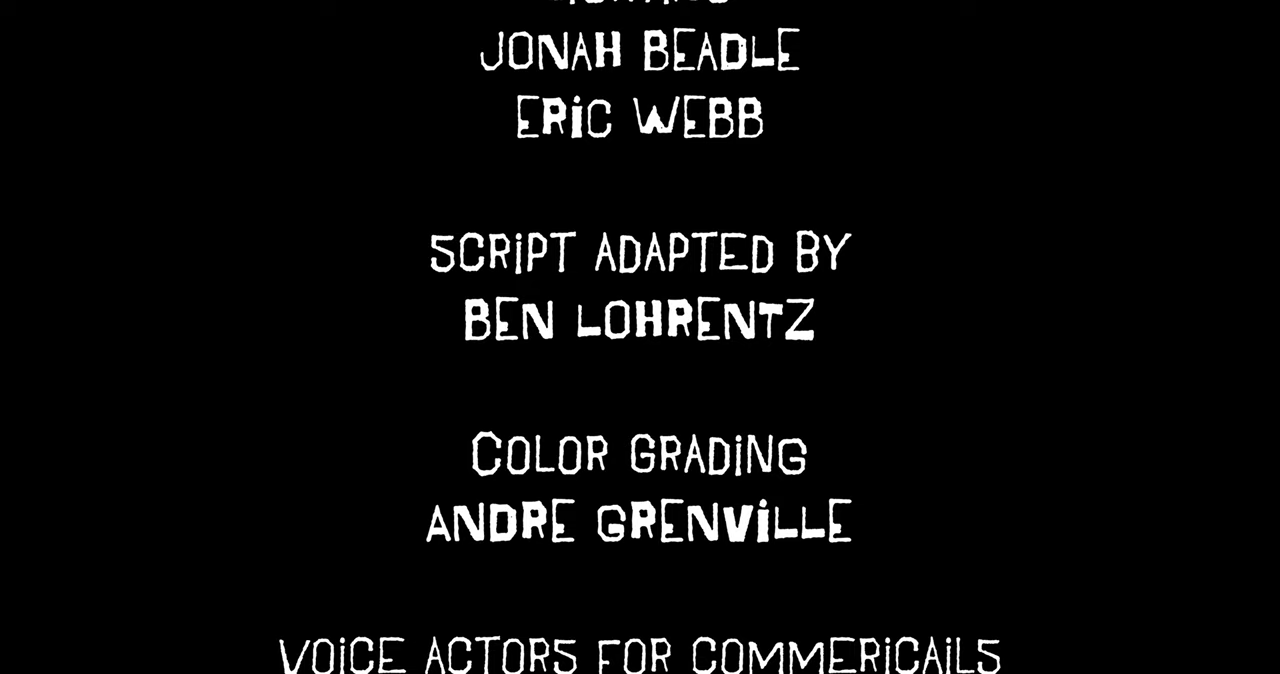 JONAH BEADLE
ERIC WEBB
SCRIPT ADAPTED BY
BEN LOHRENTZ
COLOR GRADING
ANDRE GRENVILLE
VOICE ACTORS FOR COMMERICAILS